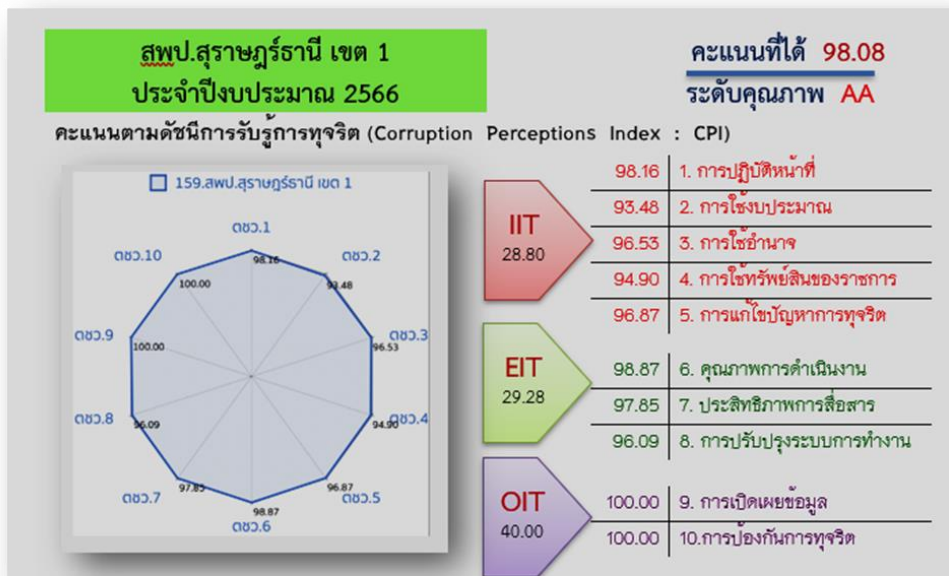 สพป.สุราษฎร์ธานี เขต 1
ประจำปีงบประมาณ 2566
คะแนนที่ได้ 98.08
ระดับคุณภาพ AA
คะแนนตามดัชนีการรับรู้การทุจริต (Corruption Perceptions Index : CPI)
159.สพป.สุราษฎร์ธานี เขต 1
ตชว.1
98.16
ตชว.2
93.48
ตชว.3
96.53
ตชว.4
94.90
ตชว.5
96.87
ตชว.6
98.87
ตชว.7
97.85
ตชว.8
96.09
ตชว.9
100.00
ตชว.10
100.00
IIT
28.80
98.16 1. การปฏิบัติหน้าที่
93.48 2. การใช้งบประมาณ
96.53 3. การใช้อำนาจ
94.90 4. การใช้ทรัพย์สินของราชการ
96.87 5. การแก้ไขปัญหาการทุจริต
EIT
29.28
98.87 6. คุณภาพการดำเนินงาน
97.85 7. ประสิทธิภาพการสื่อสาร
96.09 8. การปรับปรุงระบบการทำงาน
OIT
40.00
100.00 9. การเปิดเผยข้อมูล
100.00 10.การป้องกันการทุจริต